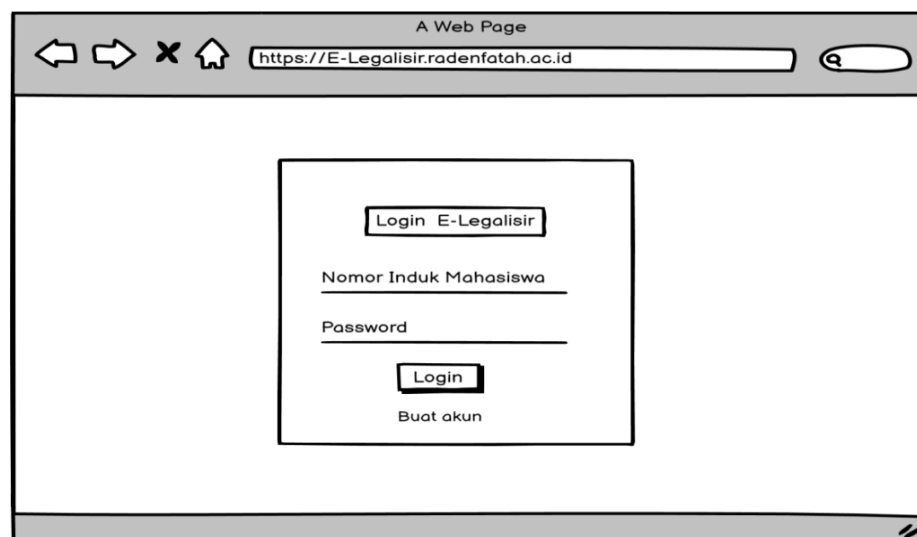 A Web Page
https://E-Legalisir.radenfatah.ac.id
Login E-Legalisir
Nomor Induk Mahasiswa
Password
Login
Buat akun